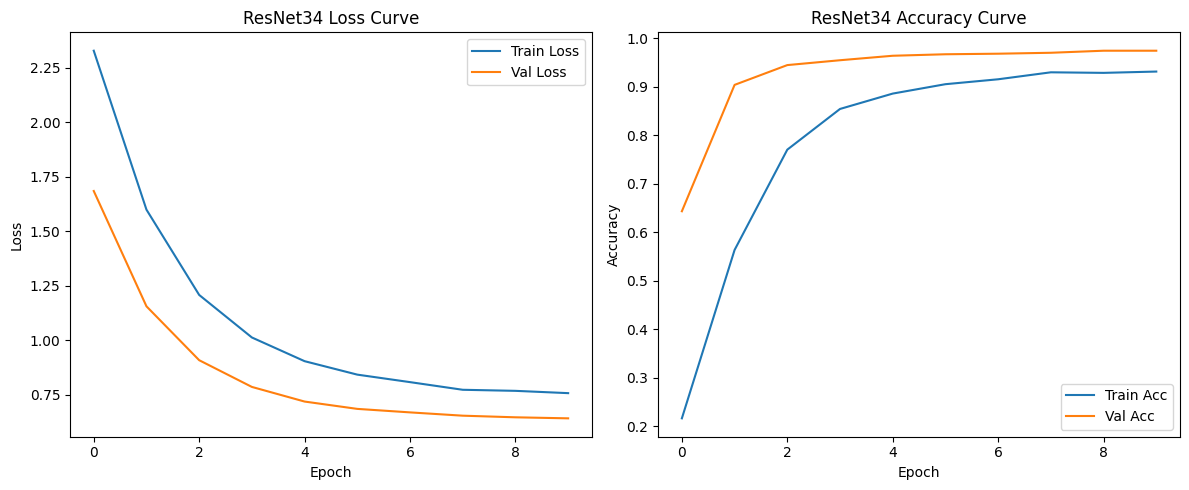 ResNet34 Loss Curve
Train Loss
Val Loss
2.25
2.00
1.75
1.50
1.25
1.00
0.75
Loss
0 2 4 6 8
Epoch
ResNet34 Accuracy Curve
1.0
0.9
0.8
0.7
0.6
0.5
0.4
0.3
0.2
Accuracy
Train Acc
Val Acc
0 2 4 6 8
Epoch